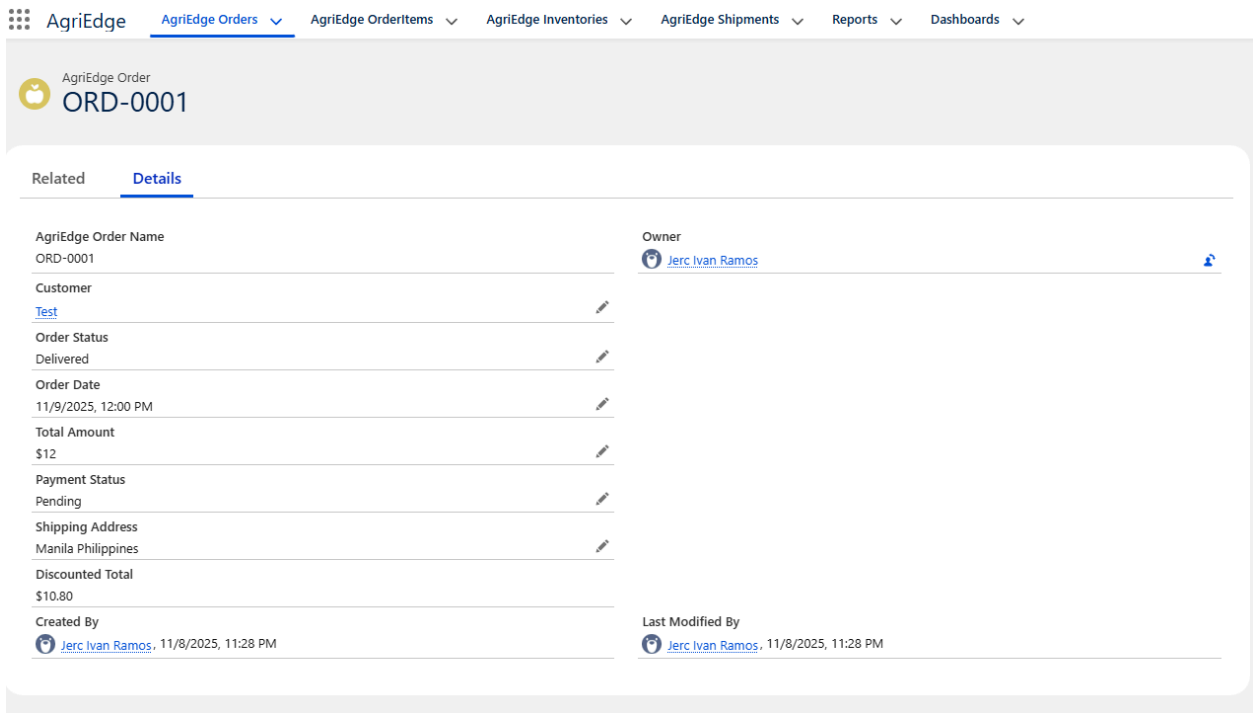 AgriEdge AgriEdge Orders AgriEdge OrderItems AgriEdge Inventories AgriEdge Shipments Reports Dashboards
AgriEdge Order
ORD-0001
Related Details
AgriEdge Order Name
ORD-0001
Owner
Jerc Ivan Ramos
Customer
Test
Order Status
Delivered
Order Date
11/9/2025, 12:00 PM
Total Amount
$12
Payment Status
Pending
Shipping Address
Manila Philippines
Discounted Total
$10.80
Created By
Jerc Ivan Ramos, 11/8/2025, 11:28 PM
Last Modified By
Jerc Ivan Ramos, 11/8/2025, 11:28 PM